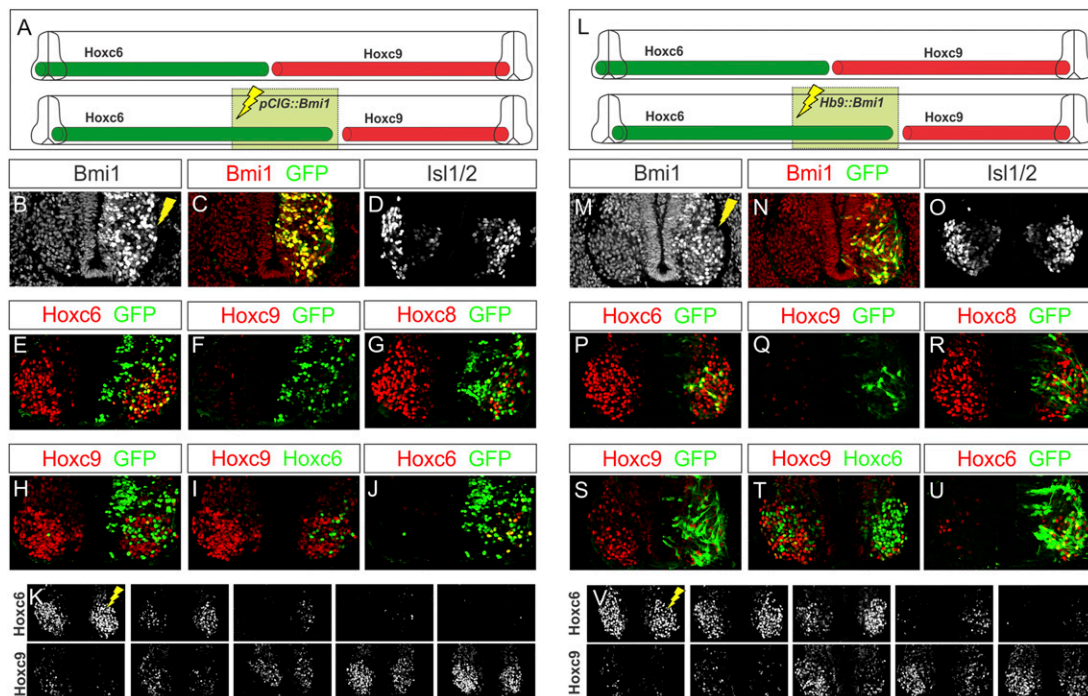 A
Hoxc6 Hoxc9
pCIG::Bmi1
Hoxc6 Hoxc9
Bmi1 Bmi1 GFP Isl1/2
B C D
Hoxc6 GFP Hoxc9 GFP Hoxc8 GFP
E F G
Hoxc9 GFP Hoxc9 Hoxc6 Hoxc6 GFP
H I J
K
Hoxc6
Hoxc9
L
Hoxc6 Hoxc9
Hb9::Bmi1
Hoxc6 Hoxc9
Bmi1 Bmi1 GFP Isl1/2
M N O
Hoxc6 GFP Hoxc9 GFP Hoxc8 GFP
P Q R
Hoxc9 GFP Hoxc9 Hoxc6 Hoxc6 GFP
S T U
V
Hoxc6
Hoxc9